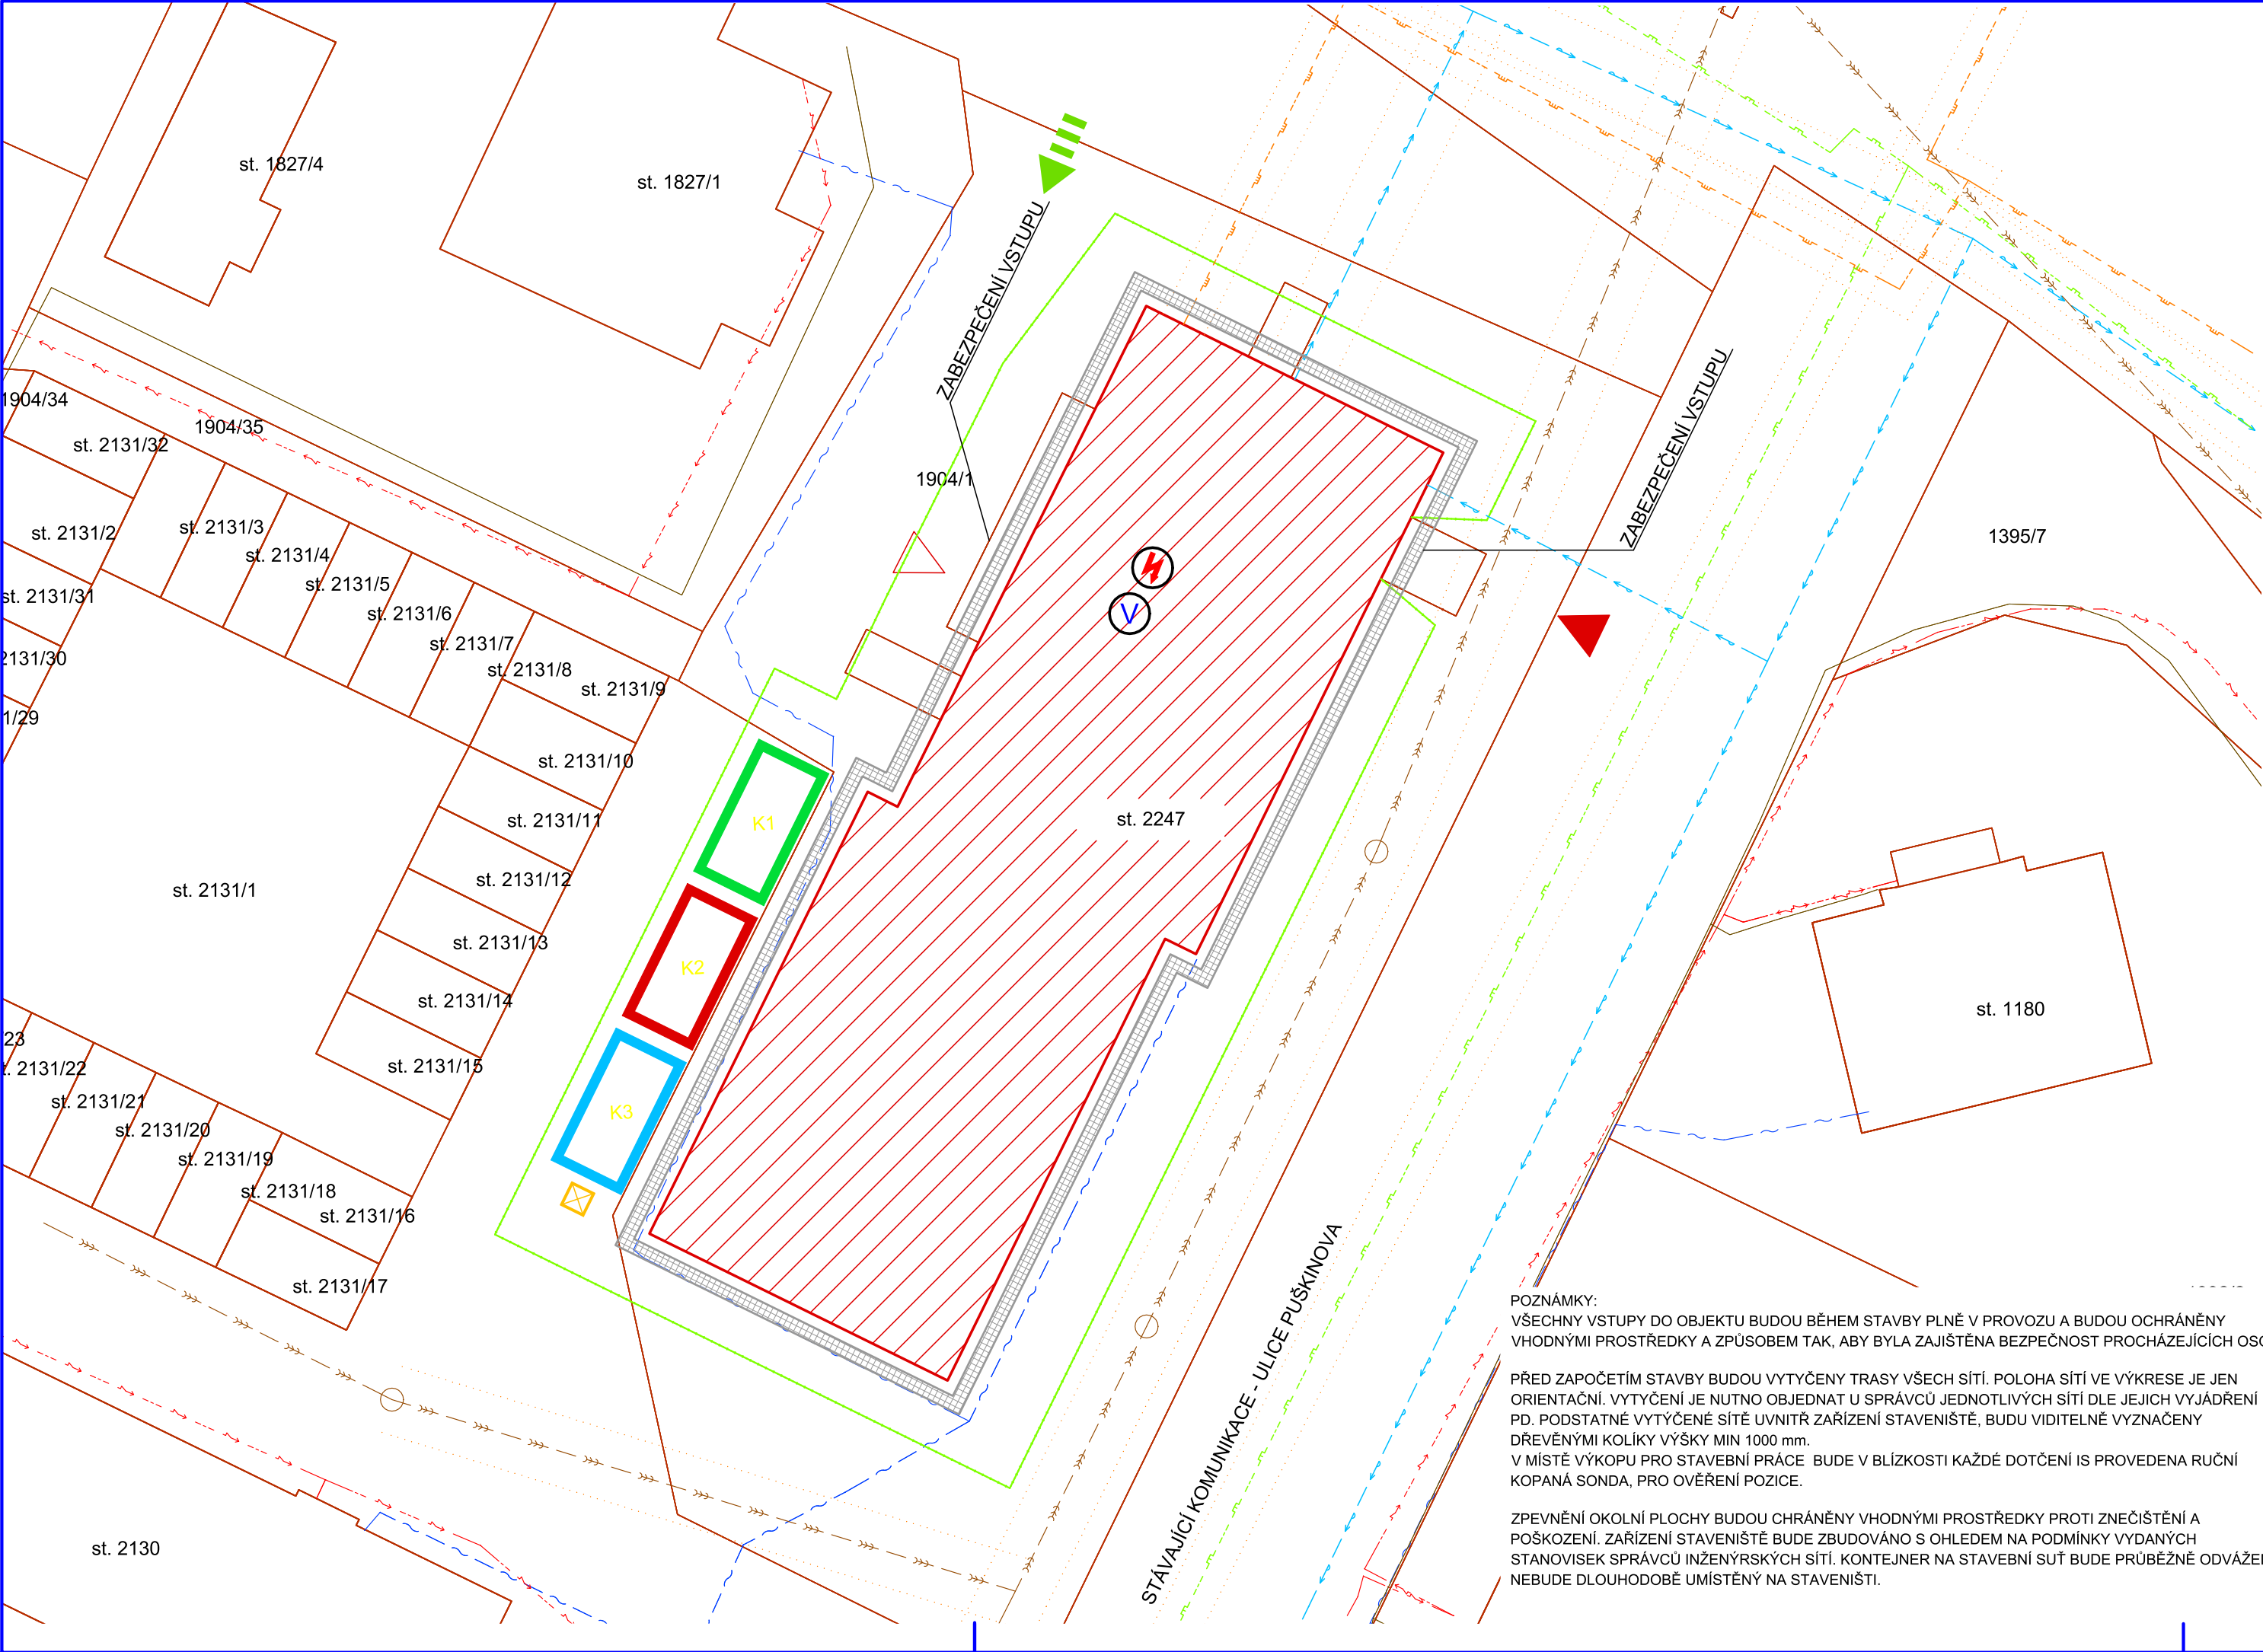 st. 1827/4
st. 1827/1
ZABEZPEČENÍ VSTUPU
ZABEZPEČENÍ VSTUPU
1904/34
1904/35
st. 2131/32
1904/1
st. 2131/2
st. 2131/3
st. 2131/4
st. 2131/5
st. 2131/6
st. 2131/7
st. 2131/8
st. 2131/9
st. 2131/31
2131/30
1/29
1395/7
V
st. 2131/10
st. 2131/11
st. 2131/12
st. 2131/13
st. 2131/14
st. 2131/15
st. 2131/1
K1
K2
K3
st. 2247
st. 1180
23
t. 2131/22
st. 2131/21
st. 2131/20
st. 2131/19
st. 2131/18
st. 2131/16
st. 2131/17
st. 2130
STÁVAJÍCÍ KOMUNIKACE - ULICE PUŠKINOVA
POZNÁMKY:
VŠECHNY VSTUPY DO OBJEKTU BUDOU BĚHEM STAVBY PLNĚ V PROVOZU A BUDOU OCHRÁNĚNY
VHODNÝMI PROSTŘEDKY A ZPŮSOBEM TAK, ABY BYLA ZAJIŠTĚNA BEZPEČNOST PROCHÁZEJÍCÍCH OSO
PŘED ZAPOČETÍM STAVBY BUDOU VYTYČENY TRASY VŠECH SÍTÍ. POLOHA SÍTÍ VE VÝKRESE JE JEN
ORIENTAČNÍ. VYTYČENÍ JE NUTNO OBJEDNAT U SPRÁVCŮ JEDNOTLIVÝCH SÍTÍ DLE JEJICH VYJÁDŘENÍ
PD. PODSTATNÉ VYTÝČENÉ SÍTĚ UVNITŘ ZAŘÍZENÍ STAVENIŠTĚ, BUDU VIDITELNĚ VYZNAČENY
DŘEVĚNÝMI KOLÍKY VÝŠKY MIN 1000 mm.
V MÍSTĚ VÝKOPU PRO STAVEBNÍ PRÁCE BUDE V BLÍZKOSTI KAŽDÉ DOTČENÍ IS PROVEDENA RUČNÍ
KOPANÁ SONDA, PRO OVĚŘENÍ POZICE.
ZPEVNĚNÍ OKOLNÍ PLOCHY BUDOU CHRÁNĚNY VHODNÝMI PROSTŘEDKY PROTI ZNEČIŠTĚNÍ A
POŠKOZENÍ. ZAŘÍZENÍ STAVENIŠTĚ BUDE ZBUDOVÁNO S OHLEDEM NA PODMÍNKY VYDANÝCH
STANOVISEK SPRÁVCŮ INŽENÝRSKÝCH SÍTÍ. KONTEJNER NA STAVEBNÍ SUŤ BUDE PRŮBĚŽNĚ ODVÁŽEN
NEBUDE DLOUHODOBĚ UMÍSTĚNÝ NA STAVENIŠTI.